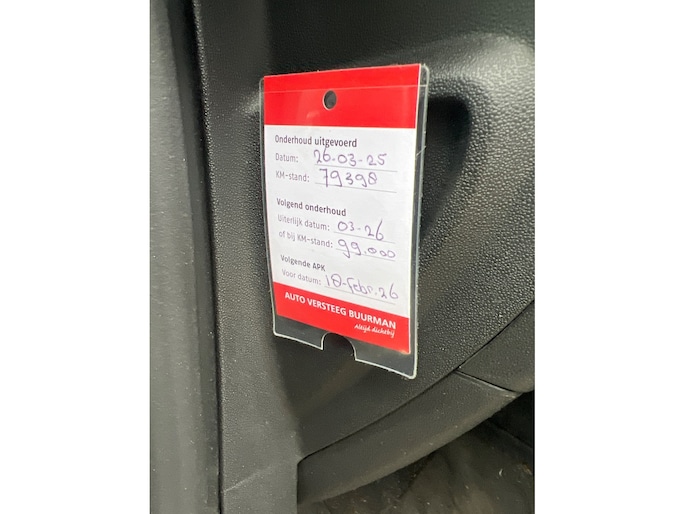 Onderhoud uitgevoerd
Datum: 26-03-25
KM-stand: 79398
Volgend onderhoud
Uiterlijk datum: 03-26
of bij KM-stand: 99.000
Volgende APK
Voor datum: 18-febr.26
AUTO VERSTEEG BUURMAN
Altijd dichtbij